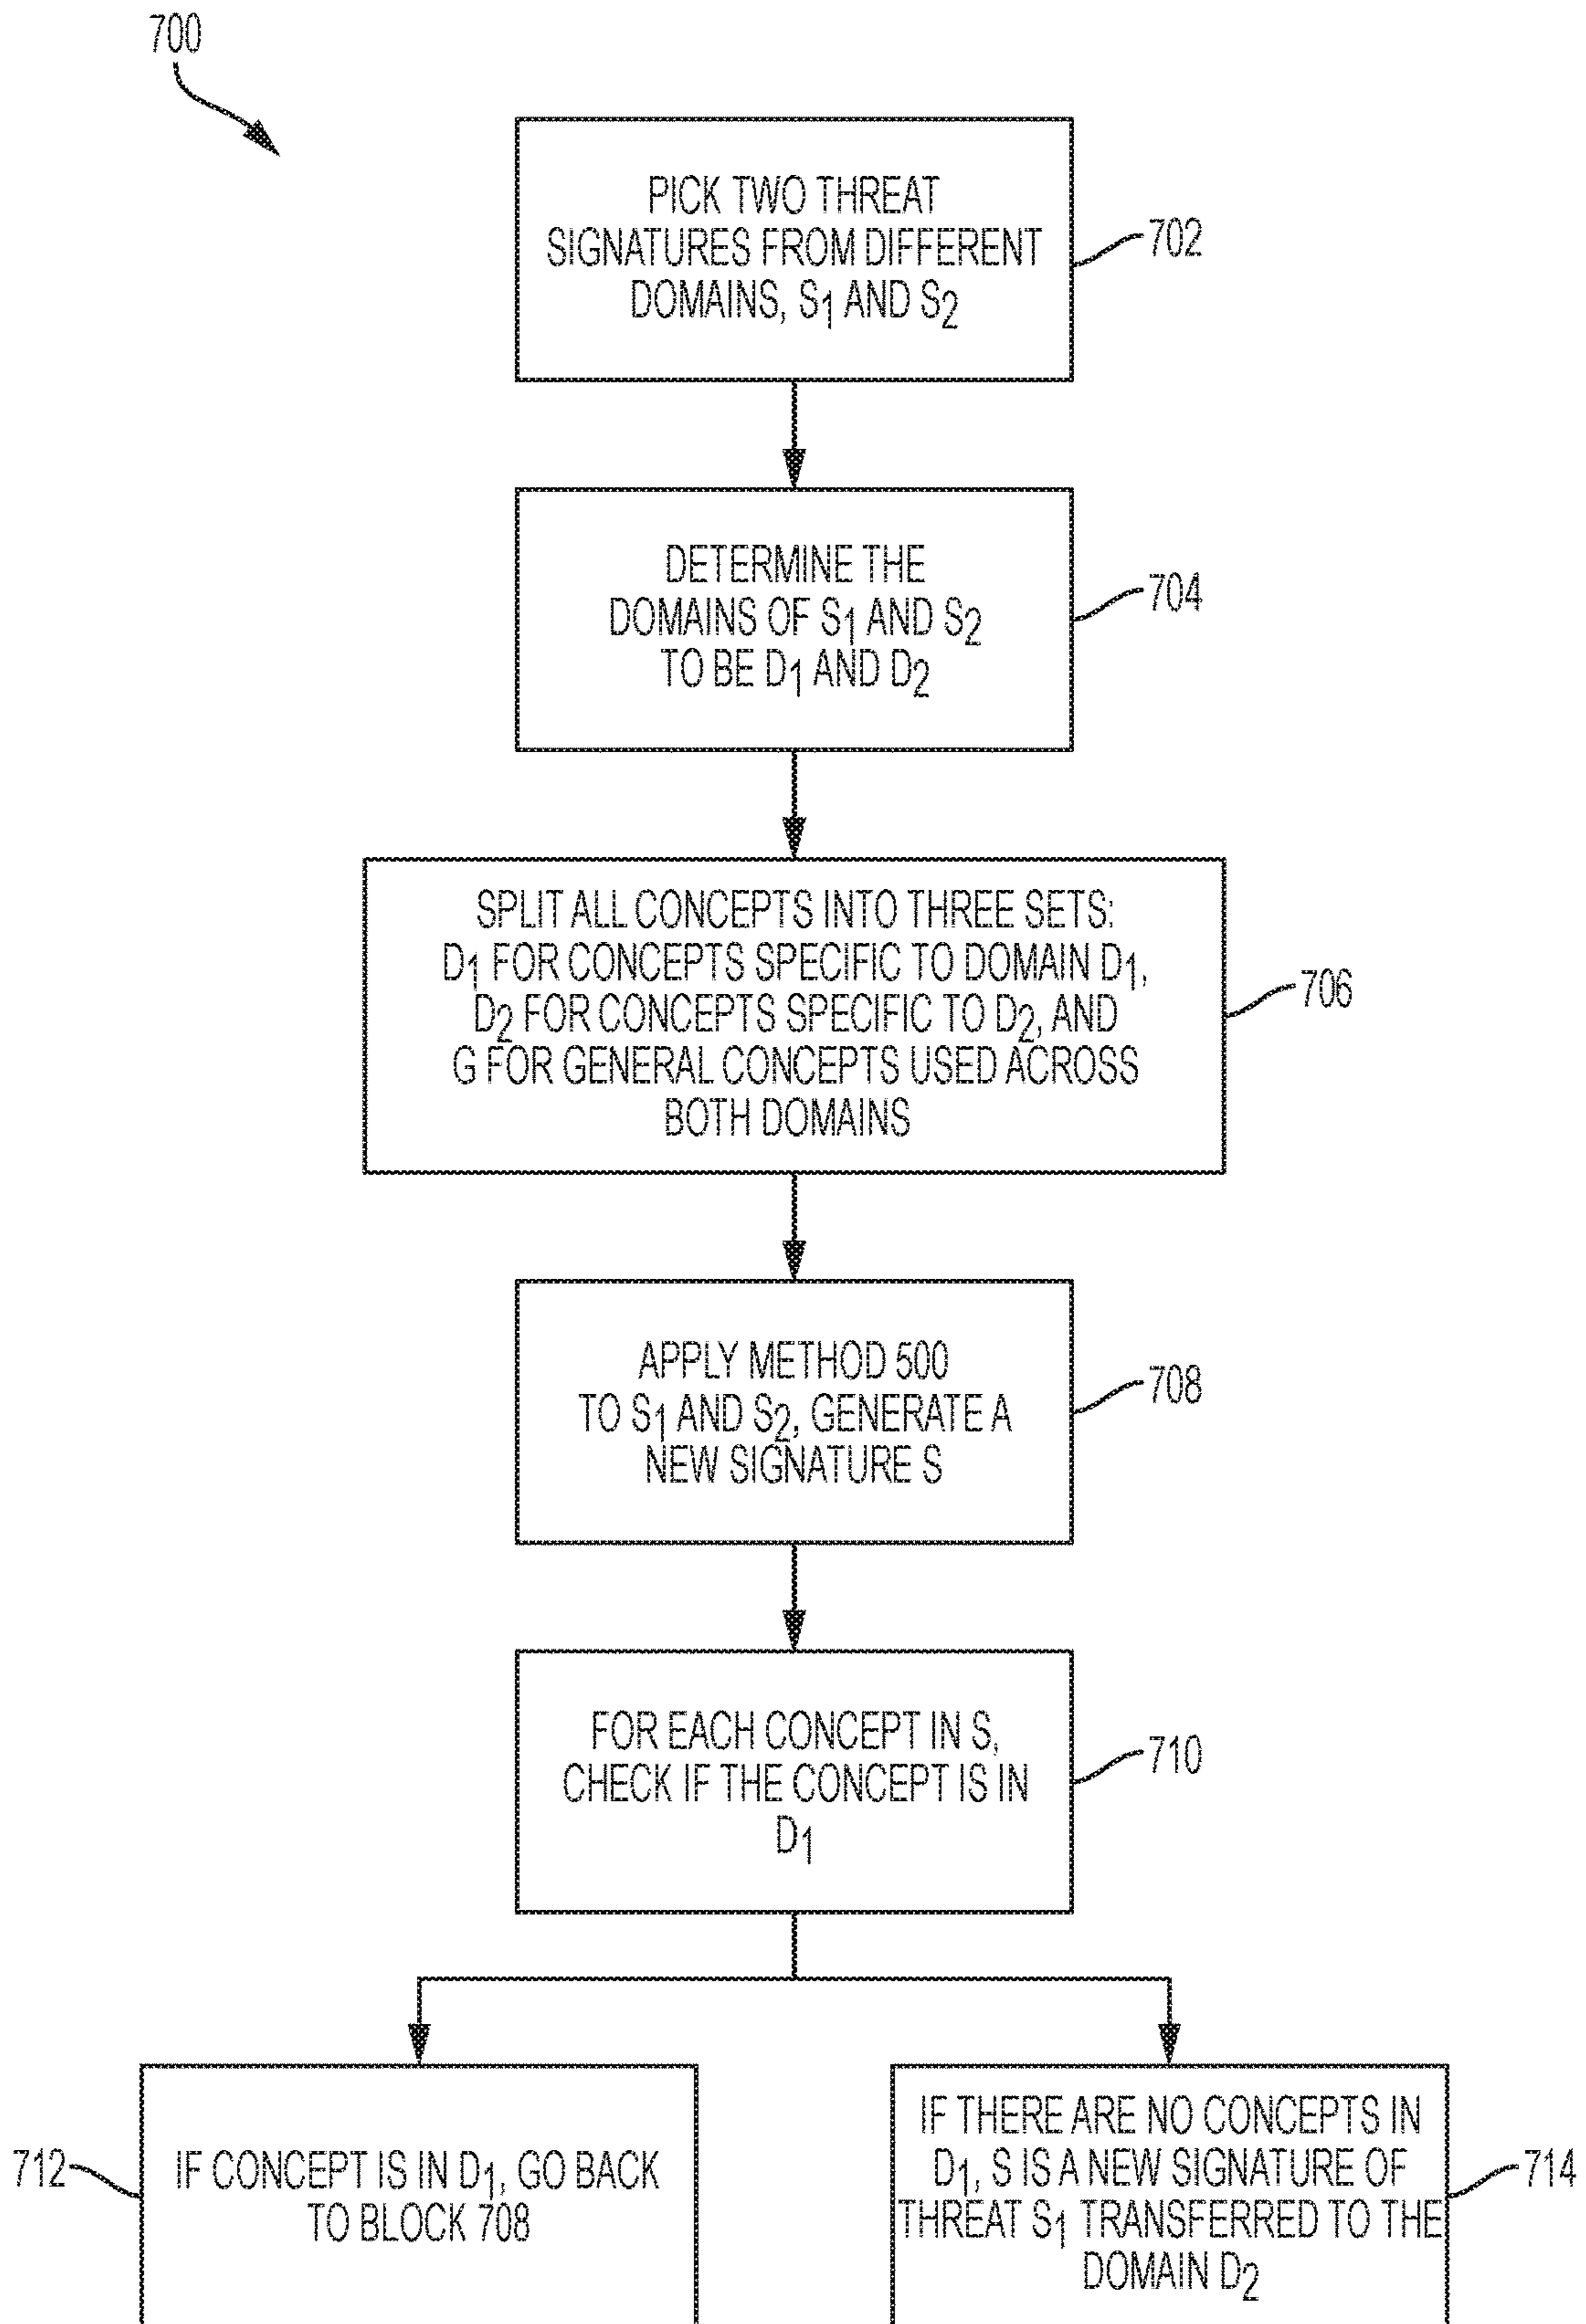 700
PICK TWO THREAT
SIGNATURES FROM DIFFERENT
DOMAINS, S₁ AND S₂
702
DETERMINE THE
DOMAINS OF S₁ AND S₂
TO BE D₁ AND D₂
704
SPLIT ALL CONCEPTS INTO THREE SETS:
D₁ FOR CONCEPTS SPECIFIC TO DOMAIN D₁,
D₂ FOR CONCEPTS SPECIFIC TO D₂, AND
G FOR GENERAL CONCEPTS USED ACROSS
BOTH DOMAINS
706
APPLY METHOD 500
TO S₁ AND S₂, GENERATE A
NEW SIGNATURE S
708
FOR EACH CONCEPT IN S,
CHECK IF THE CONCEPT IS IN
D₁
710
712
IF CONCEPT IS IN D₁, GO BACK
TO BLOCK 708
IF THERE ARE NO CONCEPTS IN
D₁, S IS A NEW SIGNATURE OF
THREAT S₁ TRANSFERRED TO THE
DOMAIN D₂
714